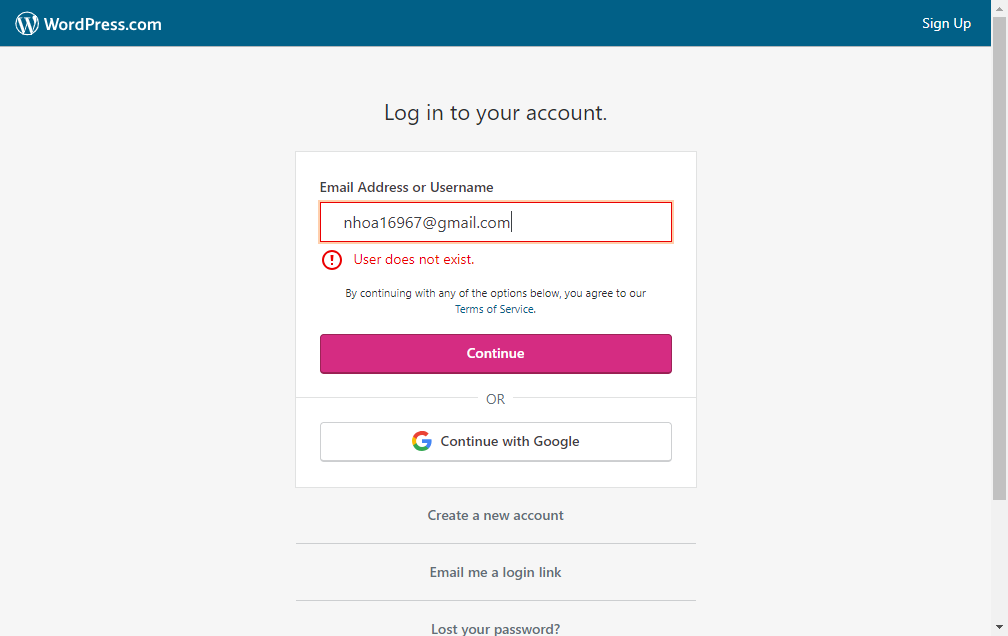 WordPress.com
Sign Up
Log in to your account.
Email Address or Username
nhoa16967@gmail.com
User does not exist.
By continuing with any of the options below, you agree to our
Terms of Service.
Continue
OR
Continue with Google
Create a new account
Email me a login link
Lost your password?